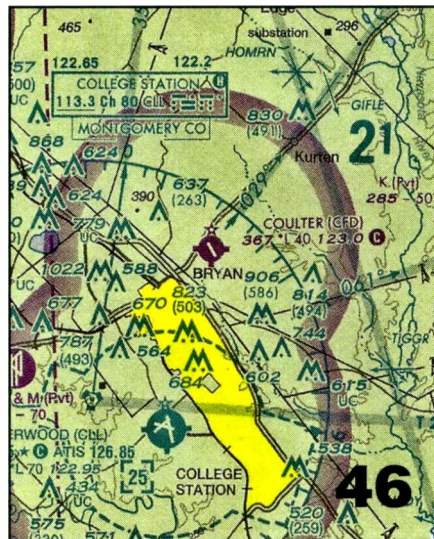 Edge
465
substation
296
122.65 122.2
HOMRN
COLLEGE STATION
113.3 Ch 80 CLL
MONTGOMERY CO
GIFLE
830
(491)
Kurten
21
868
624
624
637
(263)
390
K (Pvt)
285
COULTER (CFD)
367 *L 40 123.0 C
779
UC
BRYAN
1022
588
906
(586)
061°
814
(494)
677
670
823
(503)
TIGGR
744
787
(493)
564
602
684
615
UC
& M (Pvt)
70
ERWOOD (CLL)
C ATIS 126.85
L 70 122.95
538
434
UC
25
COLLEGE
STATION
46
520
(259)
575
571